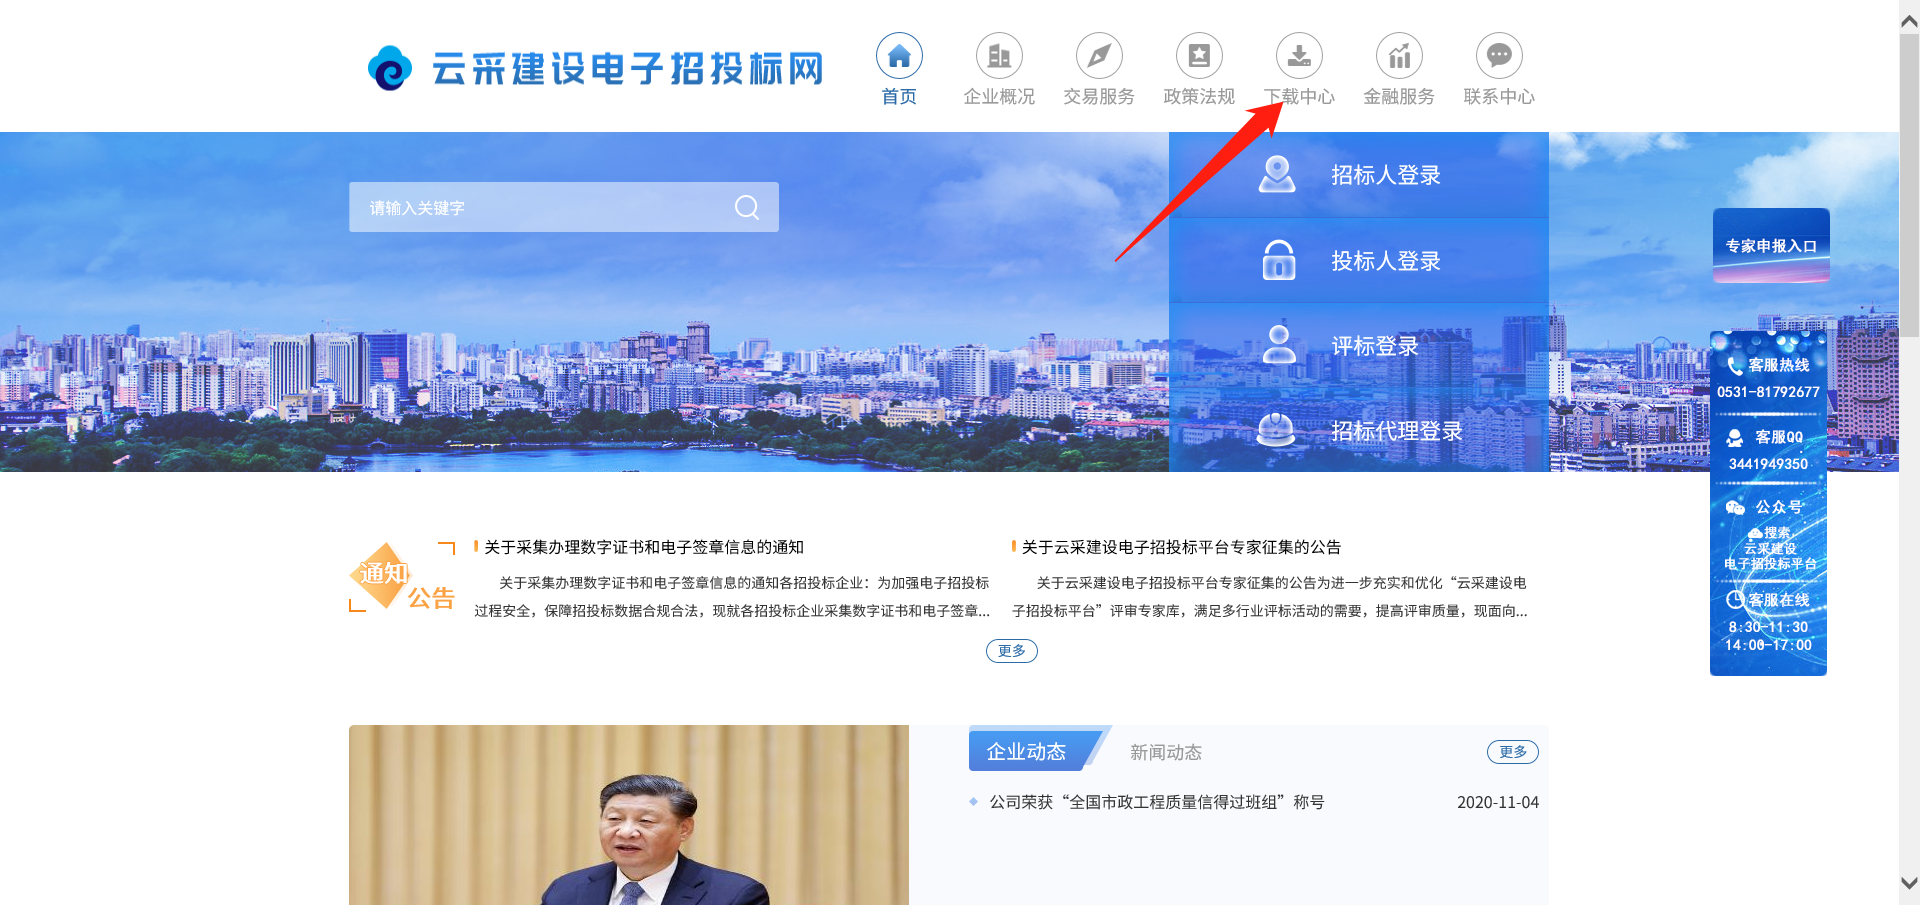 云采建设电子招投标网
首页
企业概况
交易服务
政策法规
下载中心
金融服务
联系中心
请输入关键字
招标人登录
投标人登录
评标登录
招标代理登录
专家申报入口
客服热线
0531-81792677
客服QQ
3441949350
公众号
搜索,
云采建设
电子招投标平台
客服在线
8:30-11:30
14:00-17:00
通知
公告
关于采集办理数字证书和电子签章信息的通知
关于采集办理数字证书和电子签章信息的通知各招投标企业：为加强电子招投标
过程安全，保障招投标数据合规合法，现就各招投标企业采集数字证书和电子签章...
关于云采建设电子招投标平台专家征集的公告
关于云采建设电子招投标平台专家征集的公告为进一步充实和优化“云采建设电
子招投标平台”评审专家库，满足多行业评标活动的需要，提高评审质量，现面向...
更多
企业动态
新闻动态
更多
公司荣获“全国市政工程质量信得过班组”称号
2020-11-04